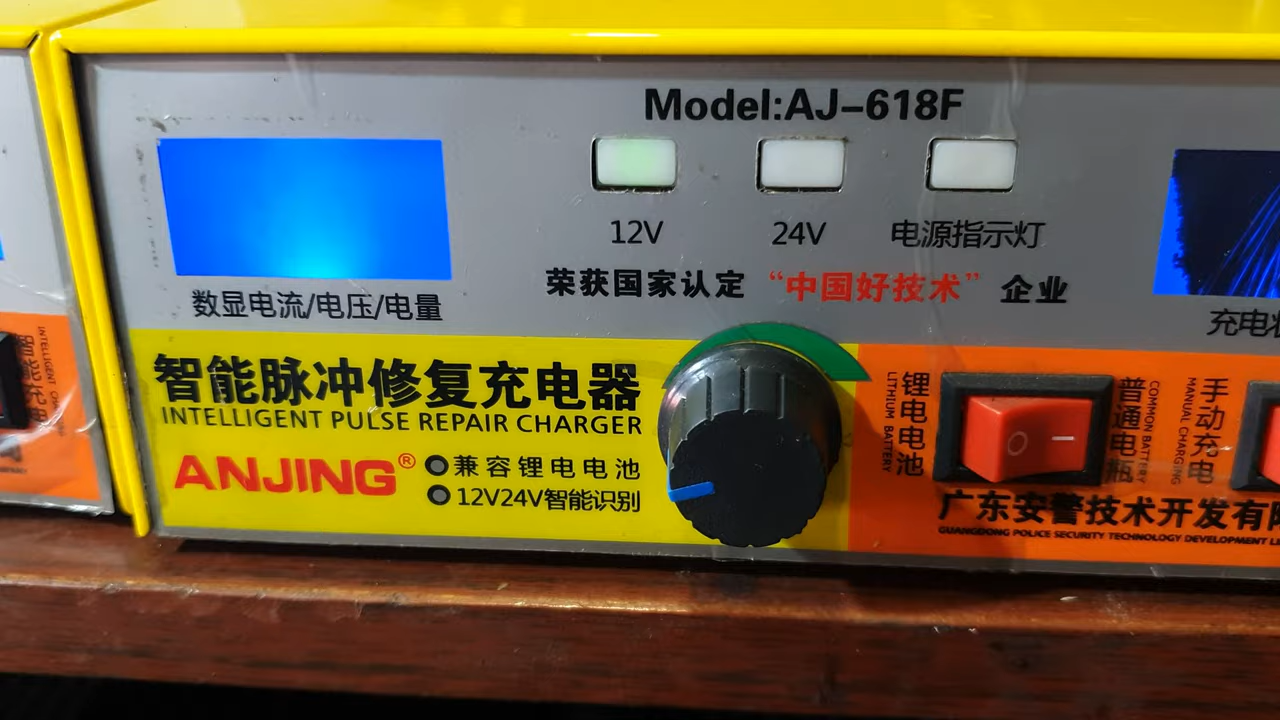 Model:AJ-618F
12V
24V
电源指示灯
数显电流/电压/电量
荣获国家认定 “中国好技术” 企业
充电
智能脉冲修复充电器
INTELLIGENT PULSE REPAIR CHARGER
ANJING®
兼容锂电电池
12V24V智能识别
锂电电池
LITHIUM BATTERY
普通电瓶
COMMON BATTERY
手动充电
MANUAL CHARGING
广东安警技术开发有
GUANGDONG POLICE SECURITY TECHNOLOGY DEVELOPMENT